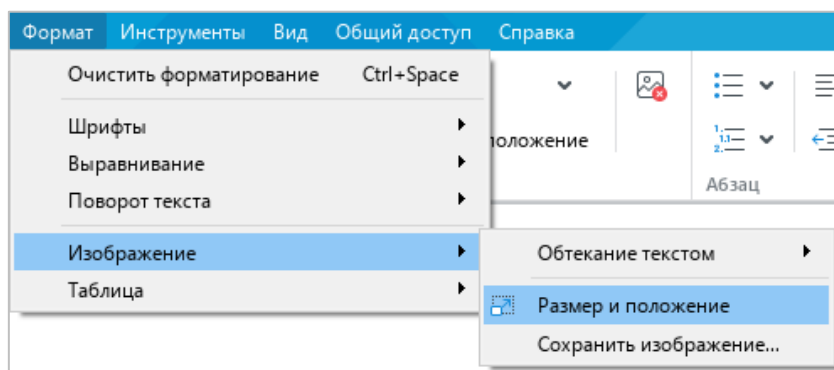 Формат Инструменты Вид Общий доступ Справка
Очистить форматирование Ctrl+Space
Шрифты
положение
Выравнивание
Поворот текста
Абзац
Изображение
Обтекание текстом
Таблица
Размер и положение
Сохранить изображение...